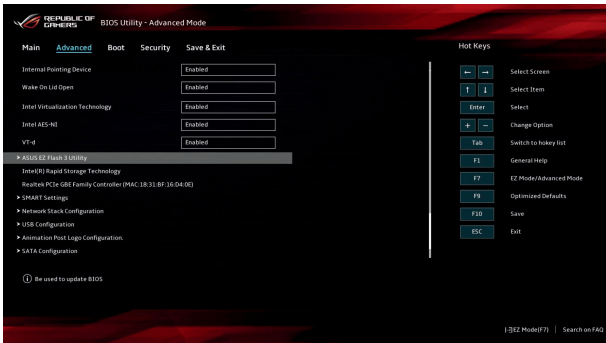 REPUBLIC OF GAMERS BIOS Utility - Advanced Mode
Main Advanced Boot Security Save & Exit
Hot Keys
Internal Pointing Device Enabled
Wake On Lid Open Enabled
Intel Virtualization Technology Enabled
Intel AES-NI Enabled
VT-d Enabled
> ASUS EZ Flash 3 Utility
Intel(R) Rapid Storage Technology
Realtek PCIe GBE Family Controller (MAC:18:31:BF:16:D4:0E)
> SMART Settings
> Network Stack Configuration
> USB Configuration
> Animation Post Logo Configuration.
> SATA Configuration
i Be used to update BIOS
← → Select Screen
↑ ↓ Select Item
Enter Select
+ - Change Option
Tab Switch to hokey list
F1 General Help
F7 EZ Mode/Advanced Mode
F9 Optimized Defaults
F10 Save
ESC Exit
EZ Mode(F7) | Search on FAQ